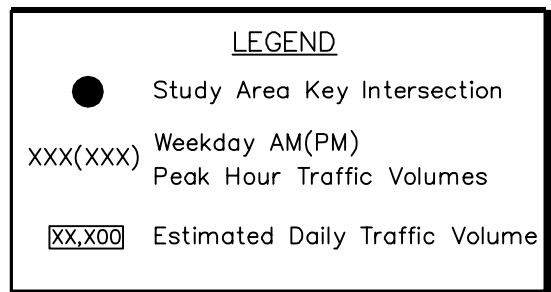 LEGEND
Study Area Key Intersection
XXX(XXX) Weekday AM(PM)
Peak Hour Traffic Volumes
XX,X00 Estimated Daily Traffic Volume